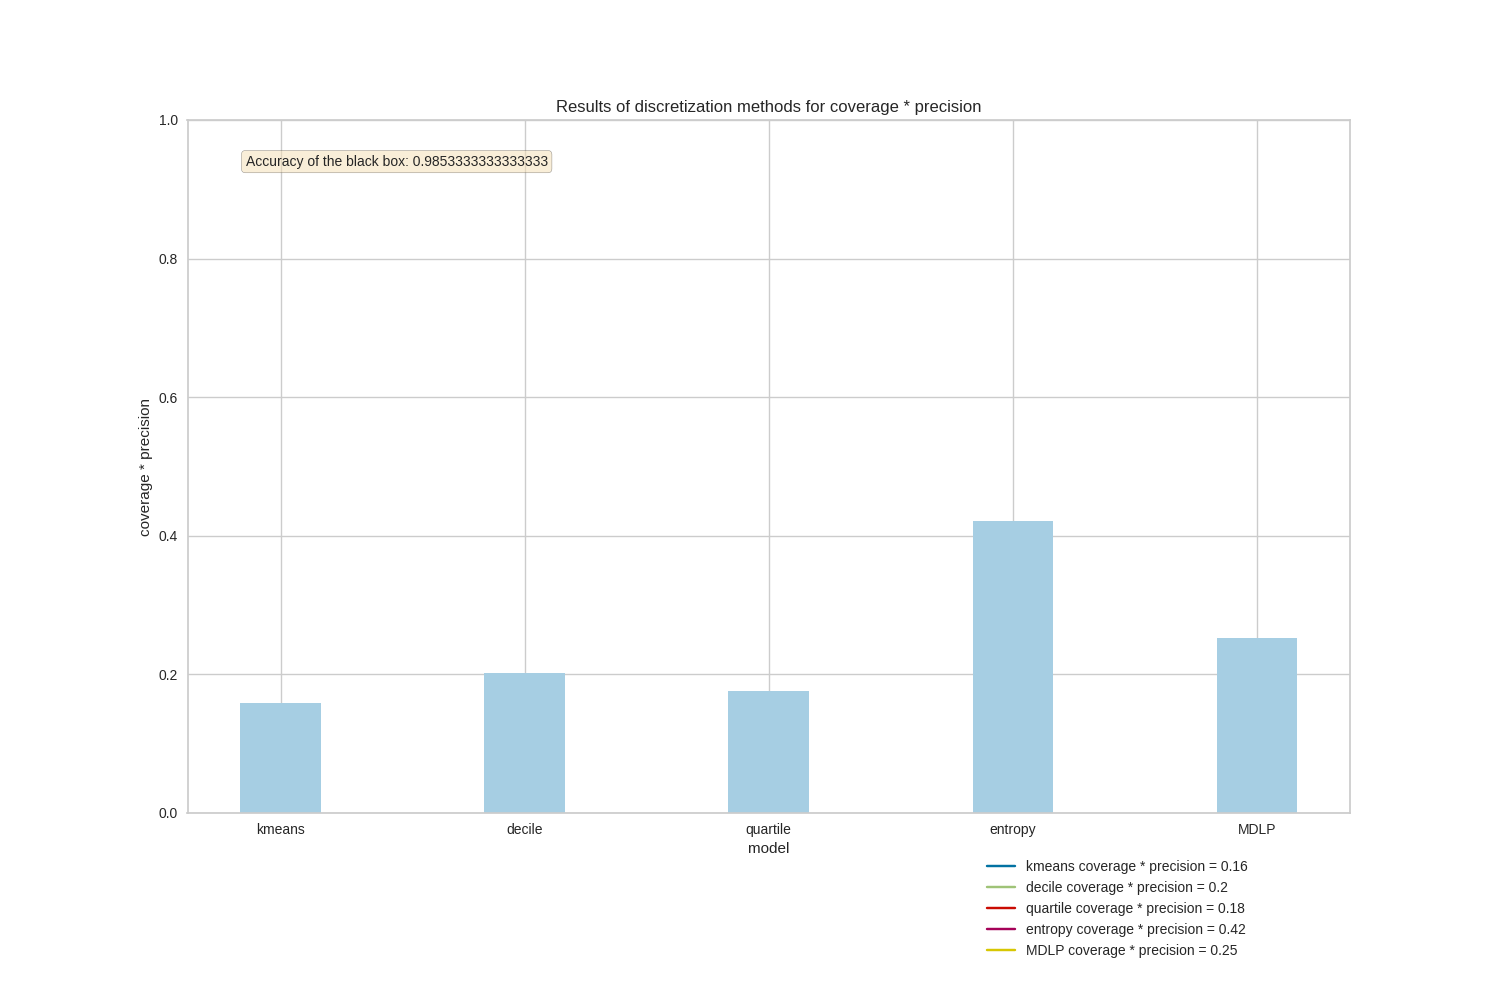 Results of discretization methods for coverage * precision
1.0
Accuracy of the black box: 0.9853333333333333
0.8
0.6
coverage * precision
0.4
0.2
0.0
kmeans decile quartile entropy MDLP
model
kmeans coverage * precision = 0.16
decile coverage * precision = 0.2
quartile coverage * precision = 0.18
entropy coverage * precision = 0.42
MDLP coverage * precision = 0.25